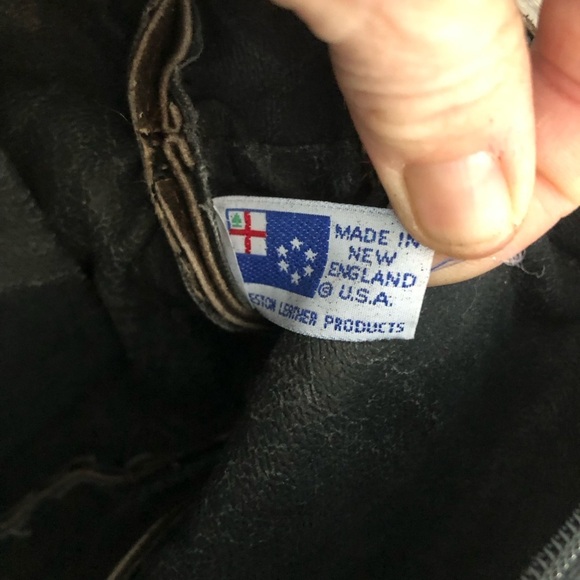 MADE IN
NEW
ENGLAND
© U.S.A.
LEATHER PRODUCTS